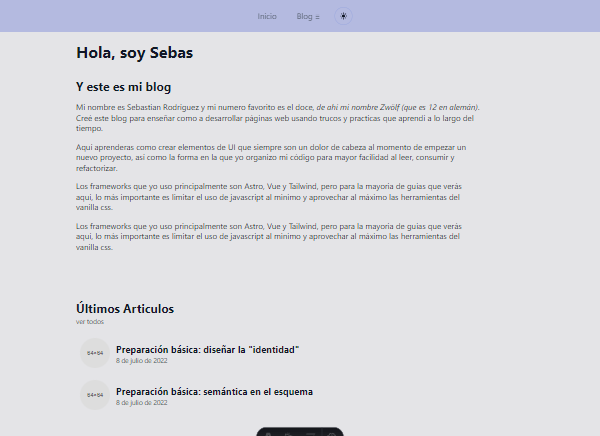 Inicio
Blog ±
Hola, soy Sebas
Y este es mi blog
Mi nombre es Sebastian Rodríguez y mi numero favorito es el doce, de ahi mi nombre Zwölf (que es 12 en alemán).
Creé este blog para enseñar como a desarrollar páginas web usando trucos y practicas que aprendi a lo largo del
tiempo.
Aqui aprenderas como crear elementos de UI que siempre son un dolor de cabeza al momento de empezar un
nuevo proyecto, asi como la forma en la que yo organizo mi código para mayor facilidad al leer, consumir y
refactorizar.
Los frameworks que yo uso principalmente son Astro, Vue y Tailwind, pero para la mayoria de guias que verás
aqui, lo más importante es limitar el uso de javascript al minimo y aprovechar al máximo las herramientas del
vanilla css.
Los frameworks que yo uso principalmente son Astro, Vue y Tailwind, pero para la mayoria de guias que verás
aqui, lo más importante es limitar el uso de javascript al minimo y aprovechar al máximo las herramientas del
vanilla css.
Últimos Articulos
ver todos
64×64
Preparación básica: diseñar la "identidad"
8 de julio de 2022
64×64
Preparación básica: semántica en el esquema
8 de julio de 2022